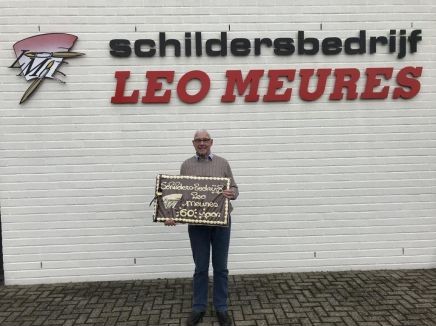 schildersbedrijf
LEO MEURES
Schilders-Bedrijf
Leo
meures
60 jaar